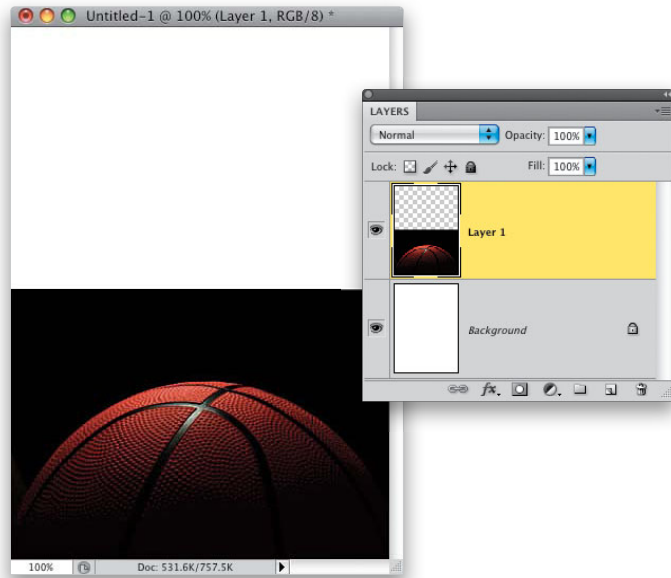 Untitled-1 @ 100% (Layer 1, RGB/8) *
LAYERS
Normal Opacity: 100%
Lock: Fill: 100%
Layer 1
Background
fx.
100% Doc: 531.6K/757.5K